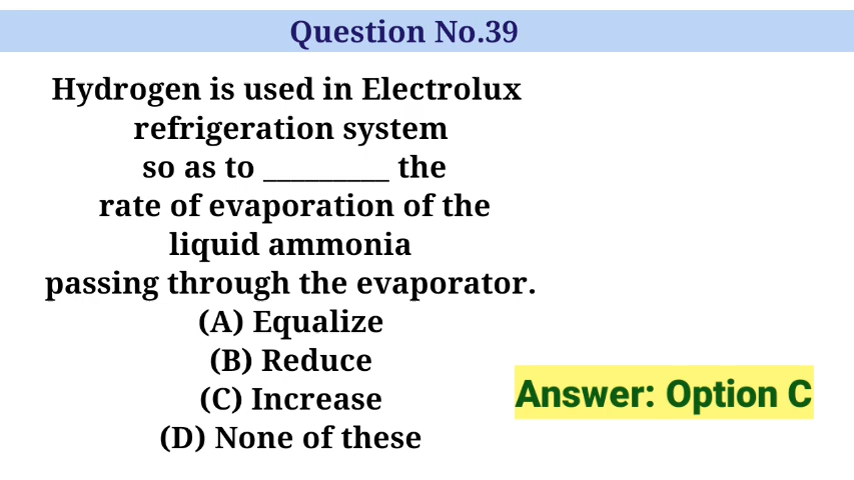 Question No.39
Hydrogen is used in Electrolux
refrigeration system
so as to _________ the
rate of evaporation of the
liquid ammonia
passing through the evaporator.
(A) Equalize
(B) Reduce
(C) Increase
(D) None of these
Answer: Option C